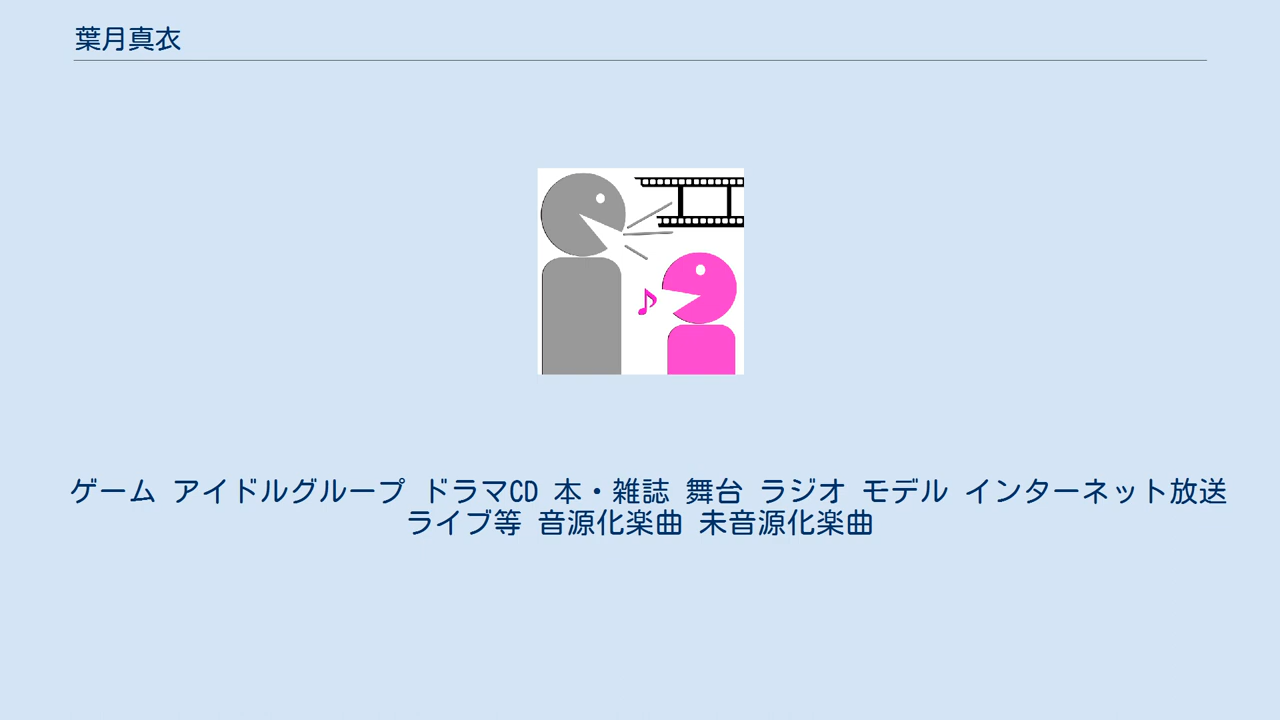 葉月真衣
ゲーム アイドルグループ ドラマCD 本・雑誌 舞台 ラジオ モデル インターネット放送
ライブ等 音源化楽曲 未音源化楽曲